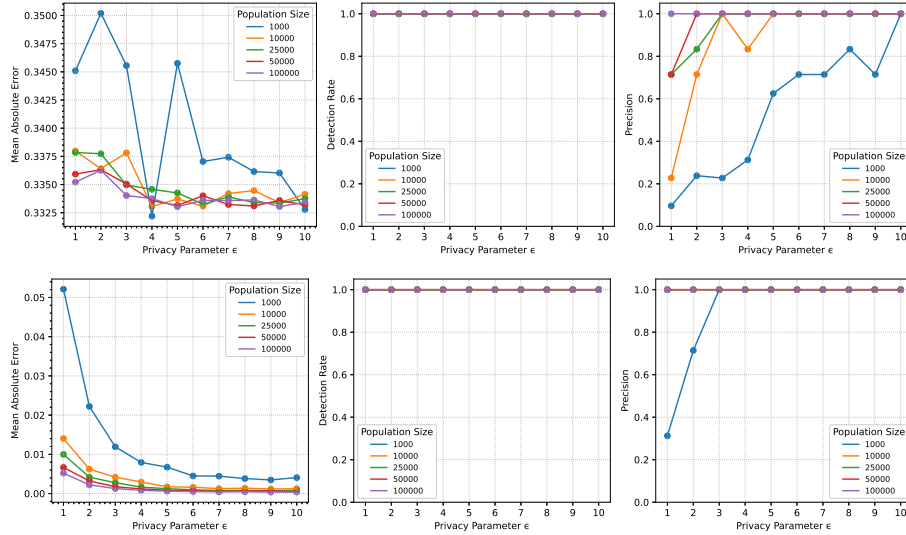 0.3500
0.3475
0.3450
0.3425
0.3400
0.3375
0.3350
0.3325
Mean Absolute Error
1 2 3 4 5 6 7 8 9 10
Privacy Parameter ϵ
Population Size
1000
10000
25000
50000
100000
1.0
0.8
0.6
0.4
0.2
0.0
Detection Rate
1 2 3 4 5 6 7 8 9 10
Privacy Parameter ϵ
Population Size
1000
10000
25000
50000
100000
1.0
0.8
0.6
0.4
0.2
0.0
Precision
1 2 3 4 5 6 7 8 9 10
Privacy Parameter ϵ
Population Size
1000
10000
25000
50000
100000
0.05
0.04
0.03
0.02
0.01
0.00
Mean Absolute Error
1 2 3 4 5 6 7 8 9 10
Privacy Parameter ϵ
Population Size
1000
10000
25000
50000
100000
1.0
0.8
0.6
0.4
0.2
0.0
Detection Rate
1 2 3 4 5 6 7 8 9 10
Privacy Parameter ϵ
Population Size
1000
10000
25000
50000
100000
1.0
0.8
0.6
0.4
0.2
0.0
Precision
1 2 3 4 5 6 7 8 9 10
Privacy Parameter ϵ
Population Size
1000
10000
25000
50000
100000